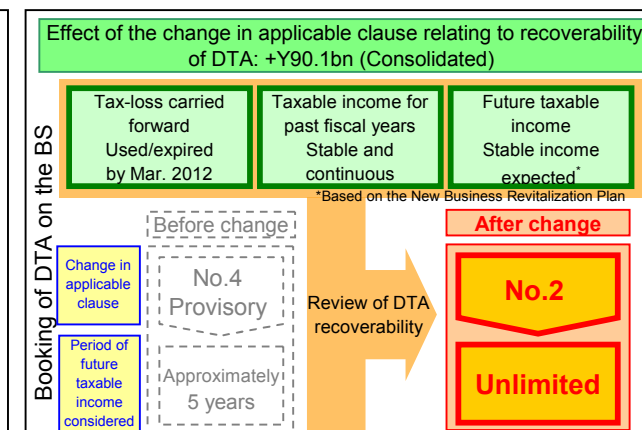 Effect of the change in applicable clause relating to recoverability
of DTA: +Y90.1bn (Consolidated)
Booking of DTA on the BS
Tax-loss carried
forward
Used/expired
by Mar. 2012
Taxable income for
past fiscal years
Stable and
continuous
Future taxable
income
Stable income
expected*
*Based on the New Business Revitalization Plan
Before change
After change
Change in
applicable
clause
No.4
Provisory
Review of DTA
recoverability
No.2
Period of
future
taxable
income
considered
Approximately
5 years
Unlimited